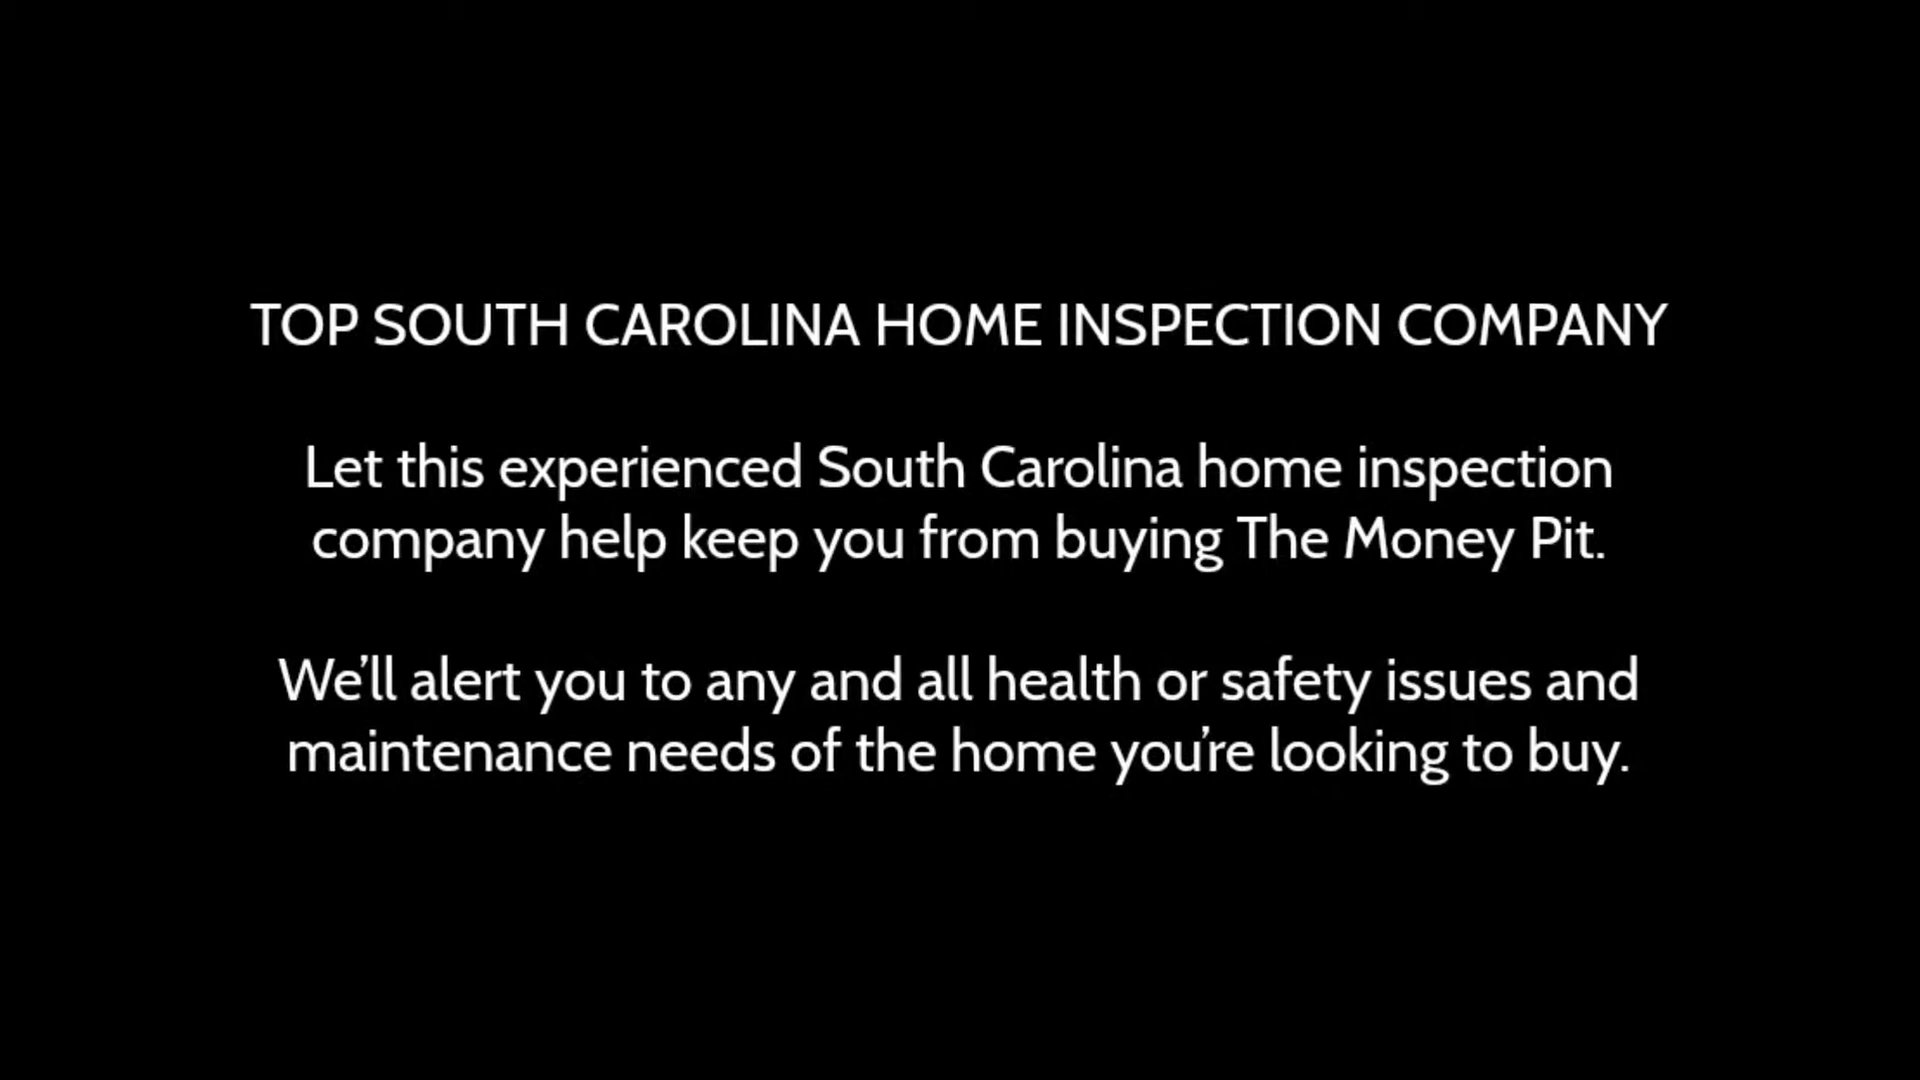 TOP SOUTH CAROLINA HOME INSPECTION COMPANY
Let this experienced South Carolina home inspection
company help keep you from buying The Money Pit.
We’ll alert you to any and all health or safety issues and
maintenance needs of the home you’re looking to buy.